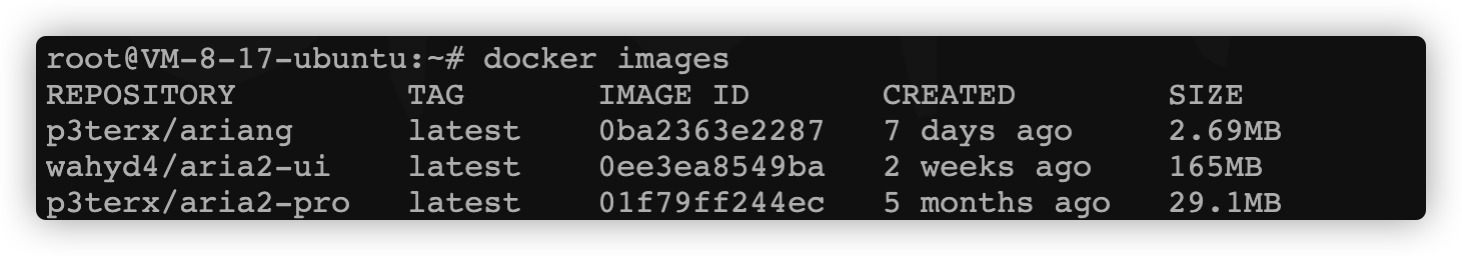 root@VM-8-17-ubuntu:~# docker images
REPOSITORY TAG IMAGE ID CREATED SIZE
p3terx/ariang latest 0ba2363e2287 7 days ago 2.69MB
wahyd4/aria2-ui latest 0ee3ea8549ba 2 weeks ago 165MB
p3terx/aria2-pro latest 01f79ff244ec 5 months ago 29.1MB